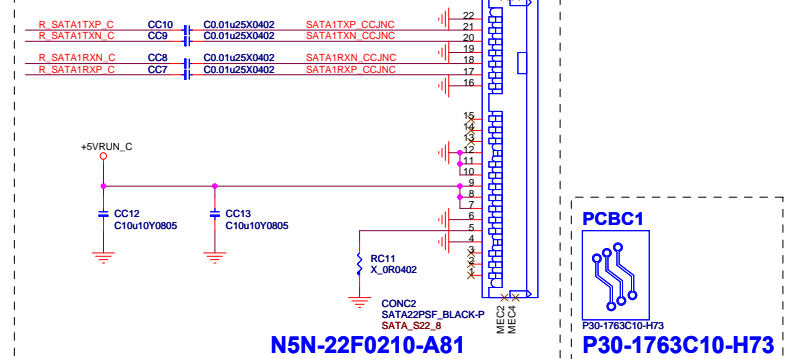 R_SATA1TXP_C CC10 C0.01u25X0402 SATA1TXP_CCJNC
R_SATA1TXN_C CC9 C0.01u25X0402 SATA1TXN_CCJNC
R_SATA1RXN_C CC8 C0.01u25X0402 SATA1RXN_CCJNC
R_SATA1RXP_C CC7 C0.01u25X0402 SATA1RXP_CCJNC
22
21
20
19
18
17
16
15
14
13
12
11
10
9
8
7
6
5
4
3
2
1
+5VRUN_C
CC12
C10u10Y0805
CC13
C10u10Y0805
RC11
X_0R0402
CONC2
SATA22PSF_BLACK-P
SATA_S22_8
MEC2
MEC4
N5N-22F0210-A81
PCBC1
P30-1763C10-H73
P30-1763C10-H73